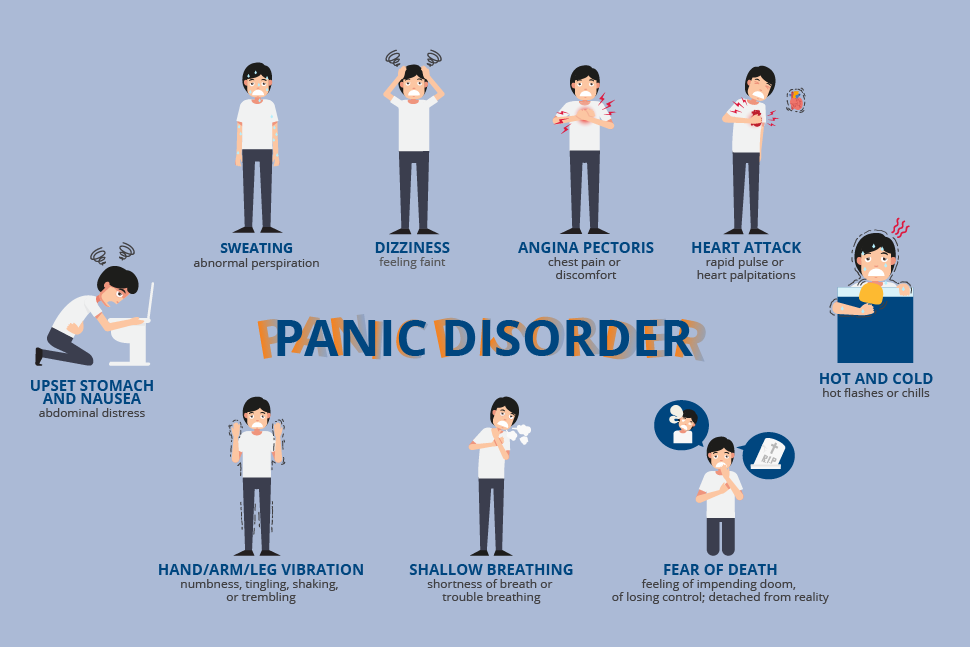 SWEATING
abnormal perspiration
DIZZINESS
feeling faint
ANGINA PECTORIS
chest pain or
discomfort
HEART ATTACK
rapid pulse or
heart palpitations
UPSET STOMACH
AND NAUSEA
abdominal distress
PANIC DISORDER
HOT AND COLD
hot flashes or chills
HAND/ARM/LEG VIBRATION
numbness, tingling, shaking,
or trembling
SHALLOW BREATHING
shortness of breath or
trouble breathing
RIP
FEAR OF DEATH
feeling of impending doom,
of losing control; detached from reality